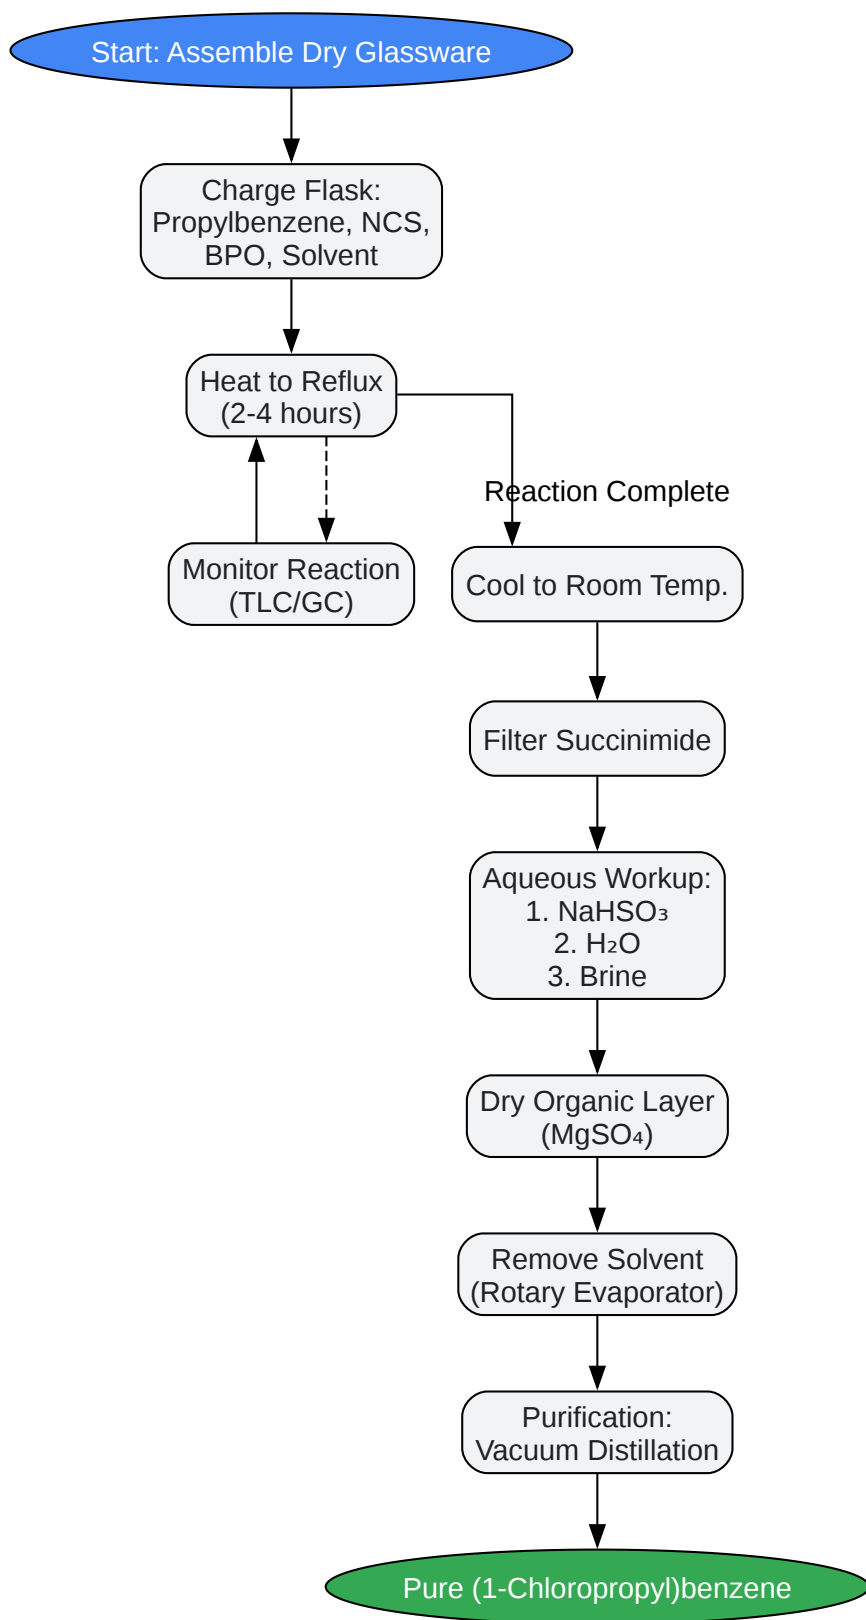 Start: Assemble Dry Glassware
Charge Flask:
Propylbenzene, NCS,
BPO, Solvent
Heat to Reflux
(2-4 hours)
Reaction Complete
Monitor Reaction
(TLC/GC)
Cool to Room Temp.
Filter Succinimide
Aqueous Workup:
1. NaHSO₃
2. H₂O
3. Brine
Dry Organic Layer
(MgSO₄)
Remove Solvent
(Rotary Evaporator)
Purification:
Vacuum Distillation
Pure (1-Chloropropyl)benzene